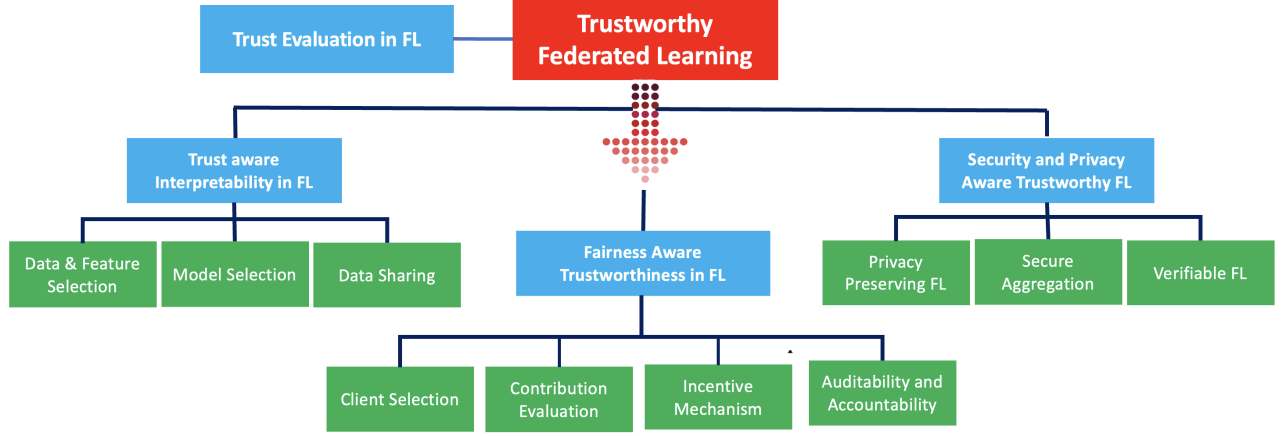 Trust Evaluation in FL
Trustworthy
Federated Learning
Trust aware
Interpretability in FL
Security and Privacy
Aware Trustworthy FL
Data & Feature
Selection
Model Selection
Data Sharing
Fairness Aware
Trustworthiness in FL
Privacy
Preserving FL
Secure
Aggregation
Verifiable FL
Client Selection
Contribution
Evaluation
Incentive
Mechanism
Auditability and
Accountability